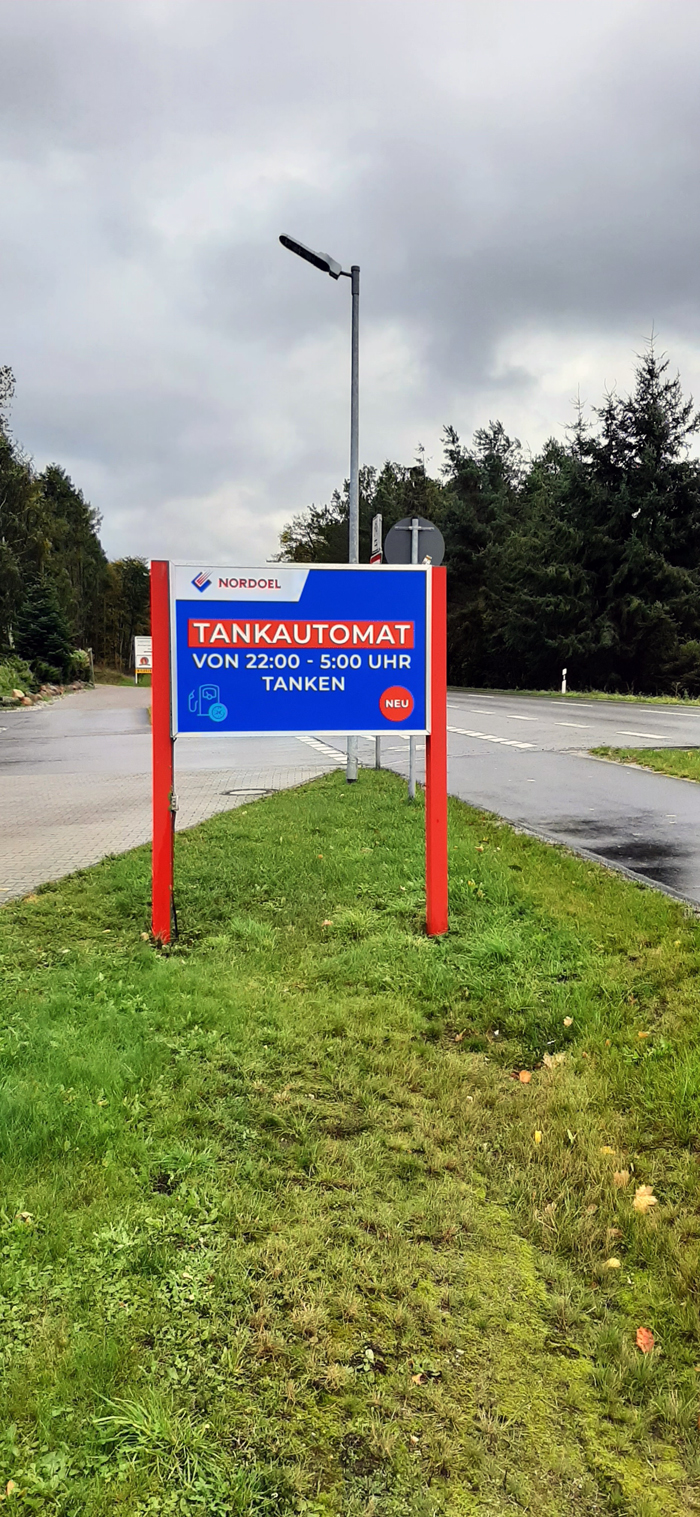 NORDOEL
TANKAUTOMAT
VON 22:00 - 5:00 UHR
TANKEN
NEU